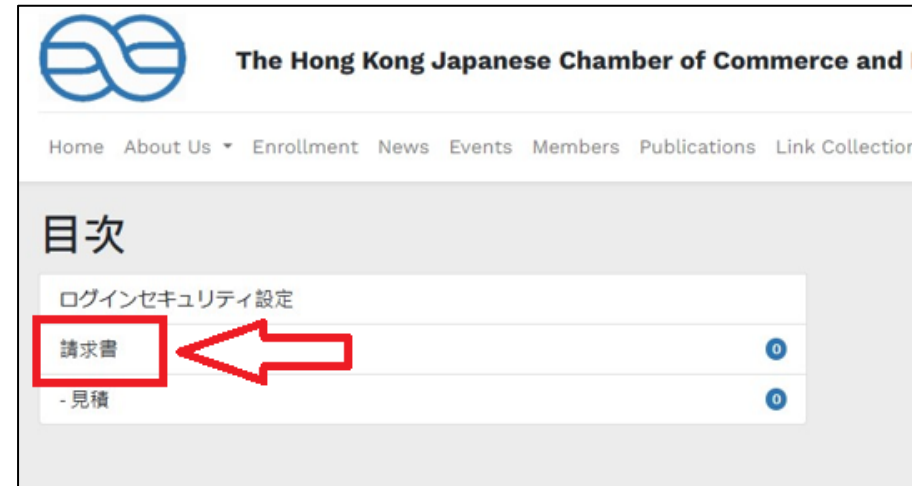 The Hong Kong Japanese Chamber of Commerce and
Home About Us Enrollment News Events Members Publications Link Collection
目次
ログインセキュリティ設定
請求書 0
- 見積 0